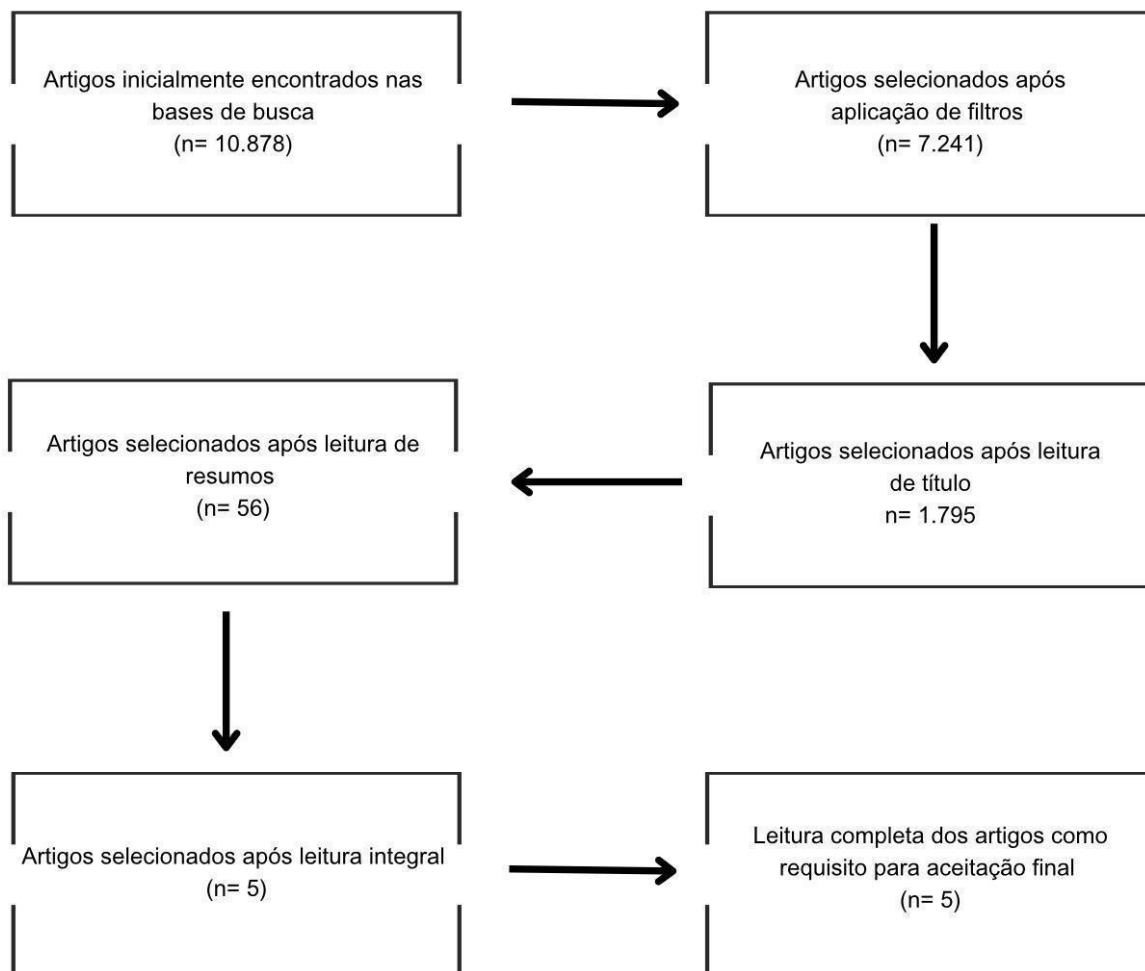 Artigos inicialmente encontrados nas
bases de busca
(n= 10.878)
Artigos selecionados após
aplicação de filtros
(n= 7.241)
Artigos selecionados após leitura
de título
n= 1.795
Artigos selecionados após leitura de
resumos
(n= 56)
Artigos selecionados após leitura integral
(n= 5)
Leitura completa dos artigos como
requisito para aceitação final
(n= 5)